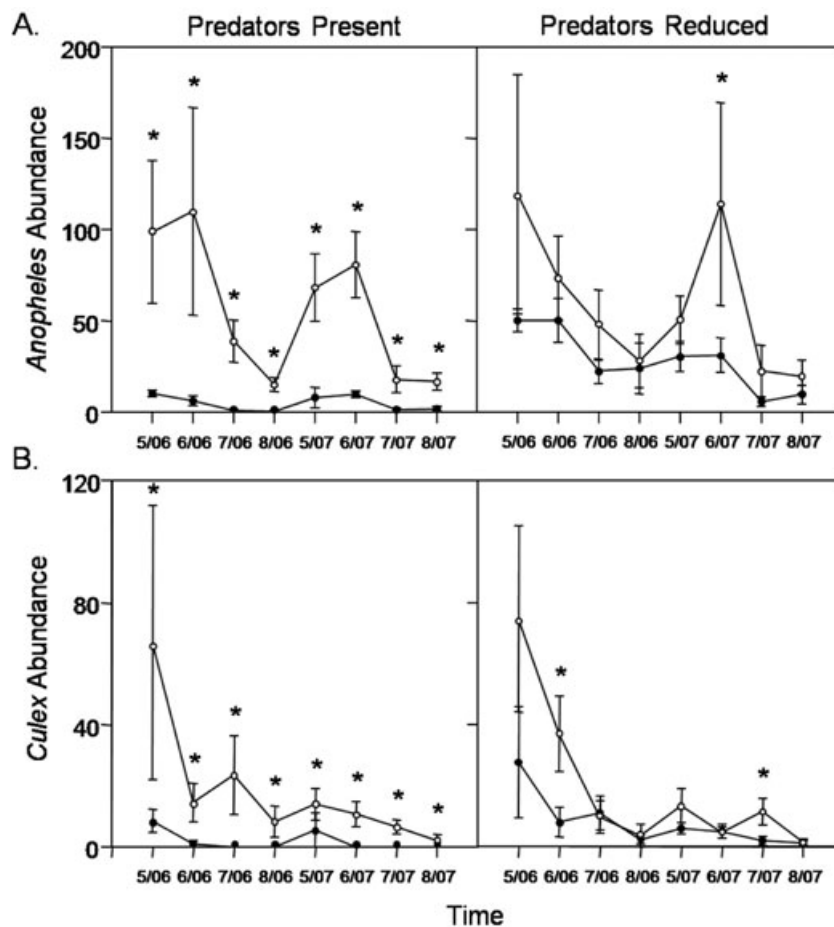 A.
Predators Present
Predators Reduced
Anopheles Abundance
200
150
100
50
0
* * * * * * * *
*
5/06 6/06 7/06 8/06 5/07 6/07 7/07 8/07
5/06 6/06 7/06 8/06 5/07 6/07 7/07 8/07
B.
Culex Abundance
120
80
40
0
* * * * * * * *
* *
5/06 6/06 7/06 8/06 5/07 6/07 7/07 8/07
5/06 6/06 7/06 8/06 5/07 6/07 7/07 8/07
Time